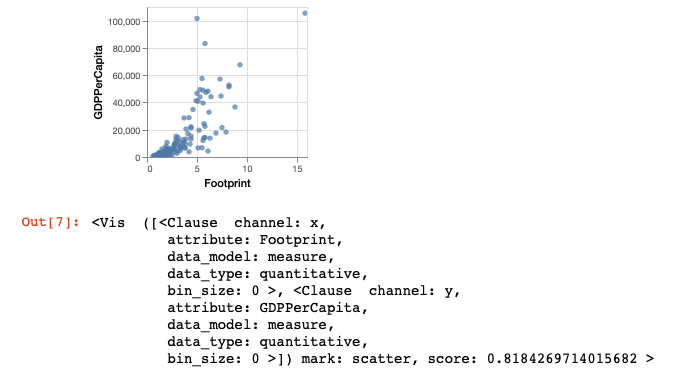 100,000
80,000
60,000
40,000
20,000
0
GDPPerCapita
0 5 10 15
Footprint
Out[7]: <Vis ([<Clause channel: x,
attribute: Footprint,
data_model: measure,
data_type: quantitative,
bin_size: 0 >, <Clause channel: y,
attribute: GDPPerCapita,
data_model: measure,
data_type: quantitative,
bin_size: 0 >]) mark: scatter, score: 0.8184269714015682 >